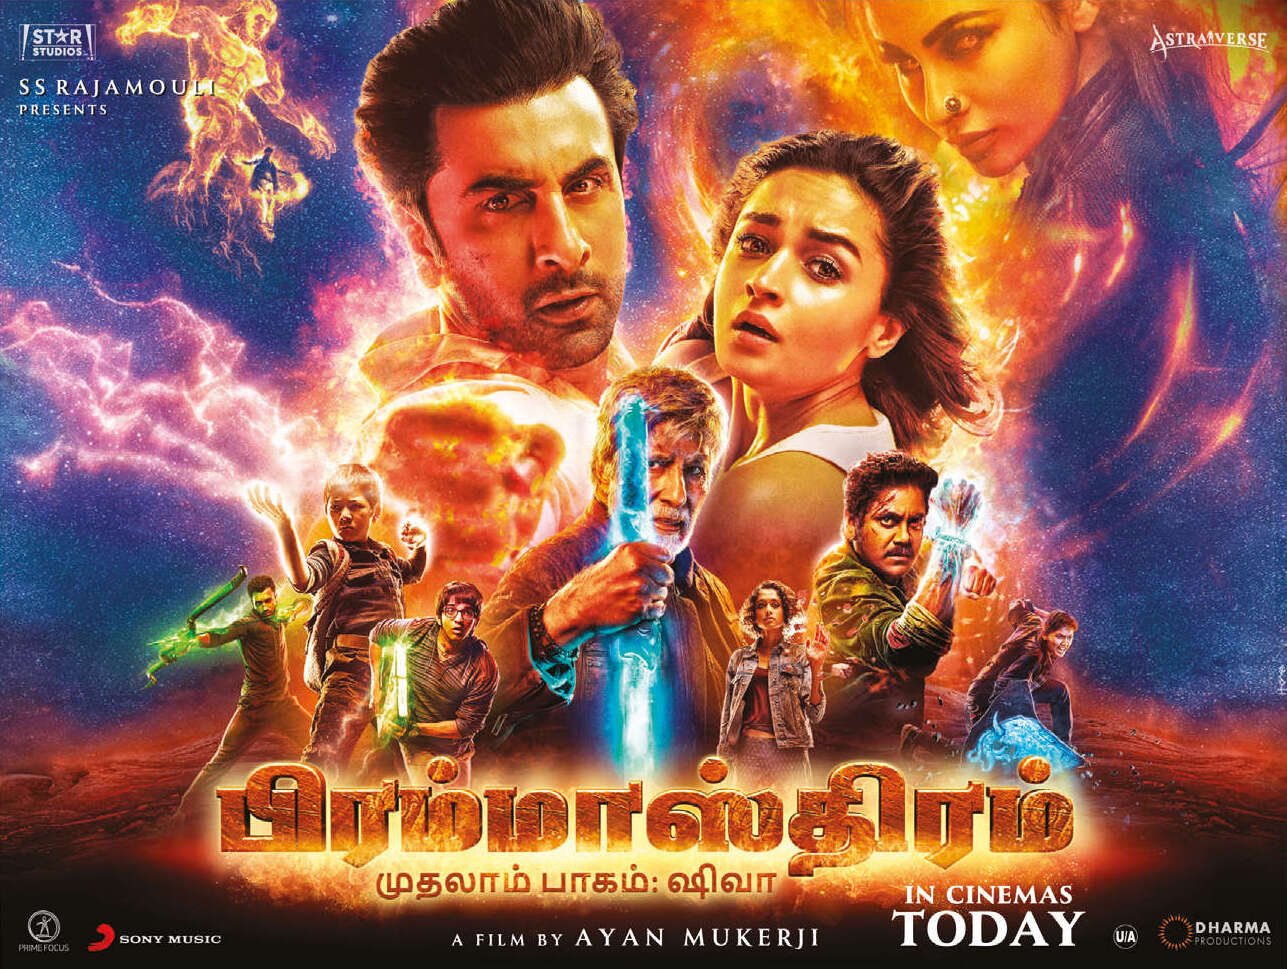 STAR
STUDIOS
SS RAJAMOULI
PRESENTS
ASTRAVERSE
பிரம்மாஸ்திரம்
முதலாம் பாகம்: ஷிவா
IN CINEMAS
TODAY
PRIME FOCUS
SONY MUSIC
A FILM BY AYAN MUKERJI
U/A
DHARMA
PRODUCTIONS